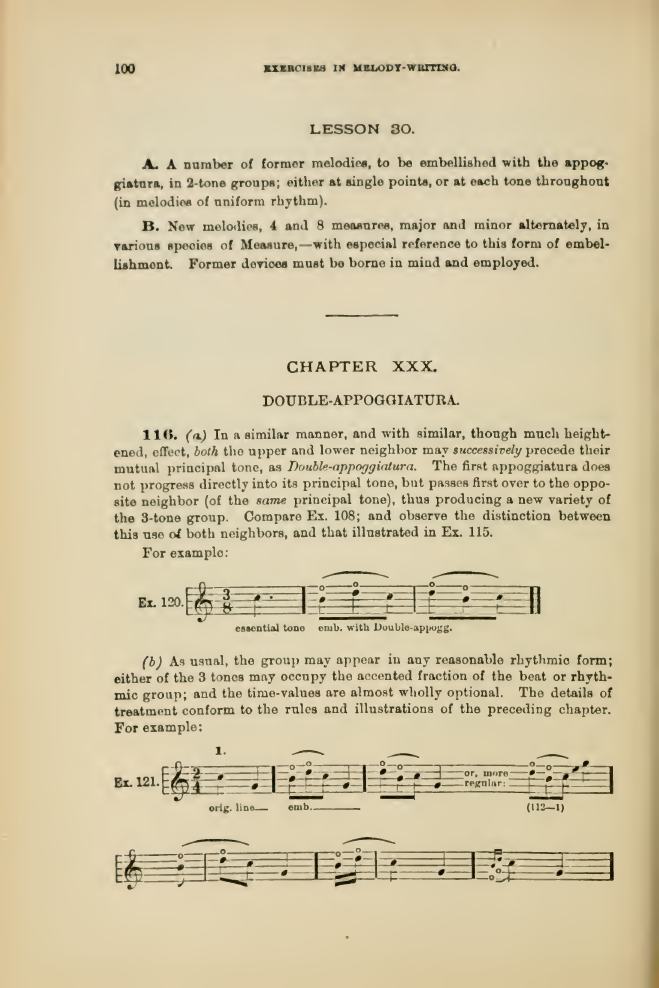 100 EXERCISES IN MELODY-WRITING.
LESSON 30.
A. A number of former melodies, to be embellished with the appog-
giatura, in 2-tone groups; either at single points, or at each tone throughout
(in melodies of uniform rhythm).
B. New melodies, 4 and 8 measures, major and minor alternately, in
various species of Measure,—with especial reference to this form of embel-
lishment. Former devices must be borne in mind and employed.
CHAPTER XXX.
DOUBLE-APPOGGIATURA.
116. (a) In a similar manner, and with similar, though much height-
ened, effect, both the upper and lower neighbor may successively precede their
mutual principal tone, as Double-appoggiatura. The first appoggiatura does
not progress directly into its principal tone, but passes first over to the oppo-
site neighbor (of the same principal tone), thus producing a new variety of
the 3-tone group. Compare Ex. 108; and observe the distinction between
this use of both neighbors, and that illustrated in Ex. 115.
For example:
Ex. 120. 3 8
essential tone emb. with Double-appogg.
(b) As usual, the group may appear in any reasonable rhythmic form;
either of the 3 tones may occupy the accented fraction of the beat or rhyth-
mic group; and the time-values are almost wholly optional. The details of
treatment conform to the rules and illustrations of the preceding chapter.
For example:
1.
Ex. 121. 2 4 or, more
regular:
orig. line emb. (112—1)